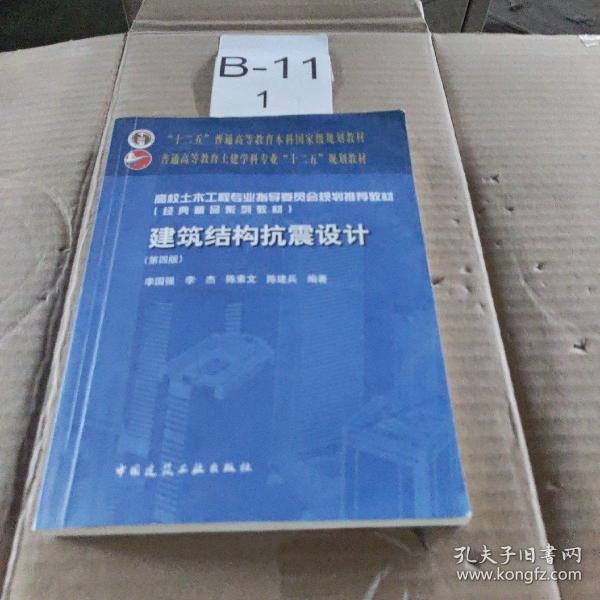 B-11
1
"十二五"普通高等教育本科国家级规划教材
普通高等教育土建学科专业"十二五"规划教材
高校土木工程专业指导委员会规划推荐教材
(经典精品系列教材)
建筑结构抗震设计
(第四版)
李国强 李 杰 陈素文 陈建兵 编著
中国建筑工业出版社
孔夫子旧书网
www.kongfz.com